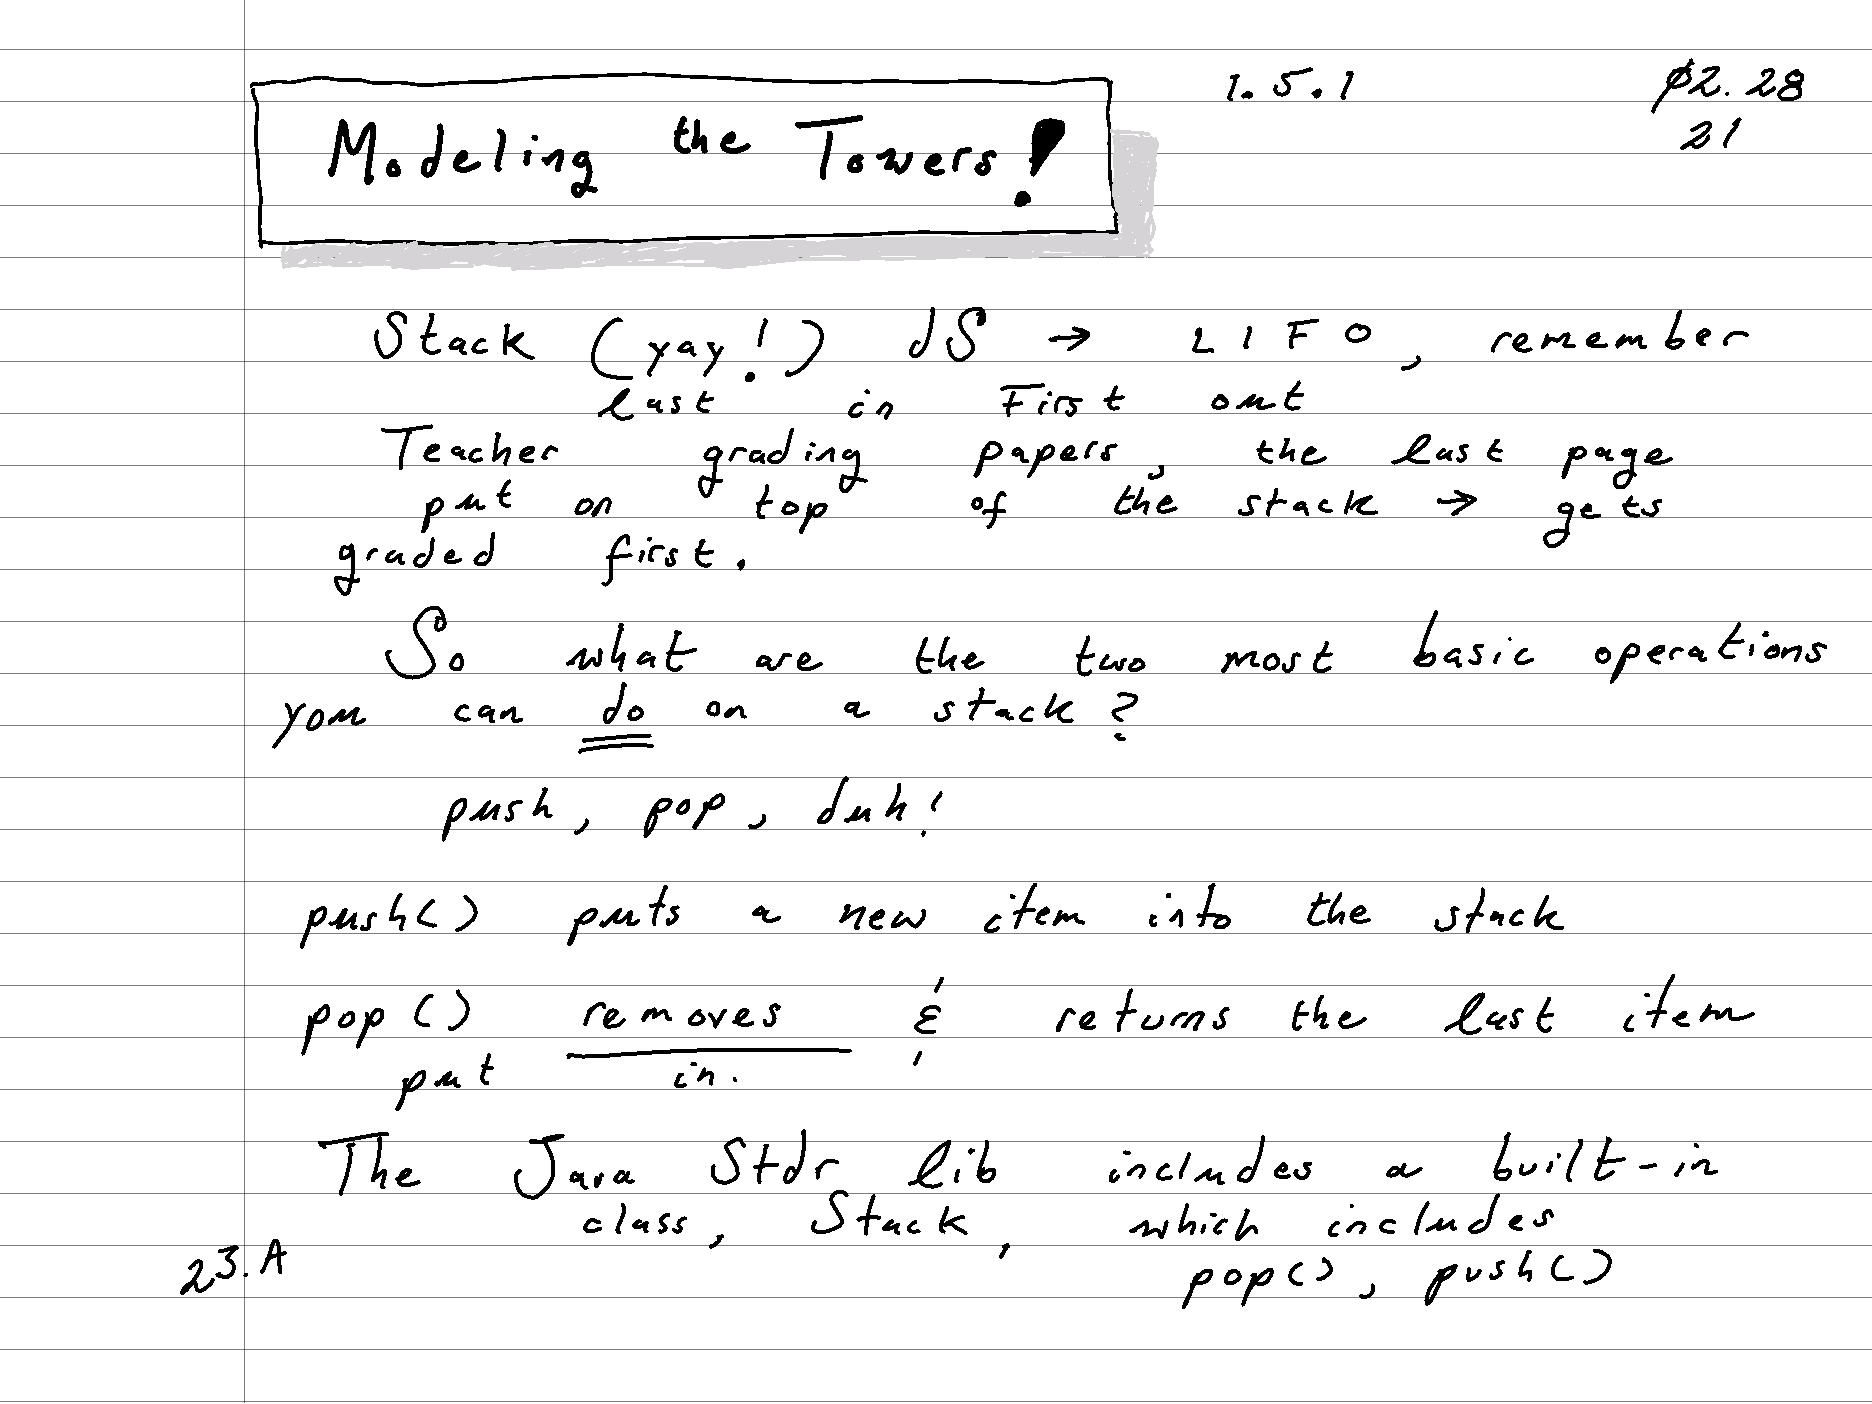 Modeling the Towers!
1.5.1
02.28
21
Stack (yay!) dS → LIFO, remember
last in First out
Teacher grading papers, the last page
put on top of the stack → gets
graded first.
So what are the two most basic operations
you can do on a stack?
push, pop, duh!
push() puts a new item into the stack
pop() removes & returns the last item
put in.
The Java Stdr lib includes a built-in
class, Stack, which includes
23.A
pop(), push()